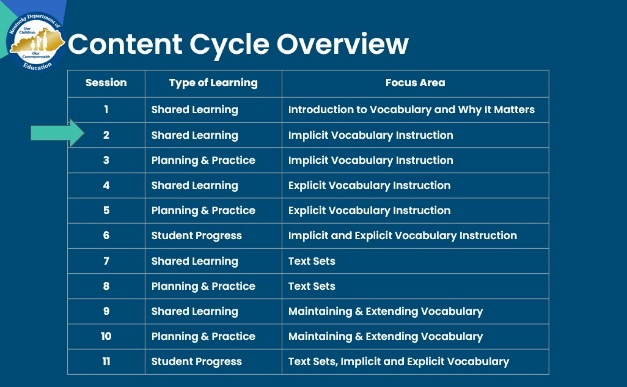 Kentucky Department of
Our
Children,
Our
Commonwealth
Education
Content Cycle Overview
Session Type of Learning Focus Area
1 Shared Learning Introduction to Vocabulary and Why It Matters
2 Shared Learning Implicit Vocabulary Instruction
3 Planning & Practice Implicit Vocabulary Instruction
4 Shared Learning Explicit Vocabulary Instruction
5 Planning & Practice Explicit Vocabulary Instruction
6 Student Progress Implicit and Explicit Vocabulary Instruction
7 Shared Learning Text Sets
8 Planning & Practice Text Sets
9 Shared Learning Maintaining & Extending Vocabulary
10 Planning & Practice Maintaining & Extending Vocabulary
11 Student Progress Text Sets, Implicit and Explicit Vocabulary